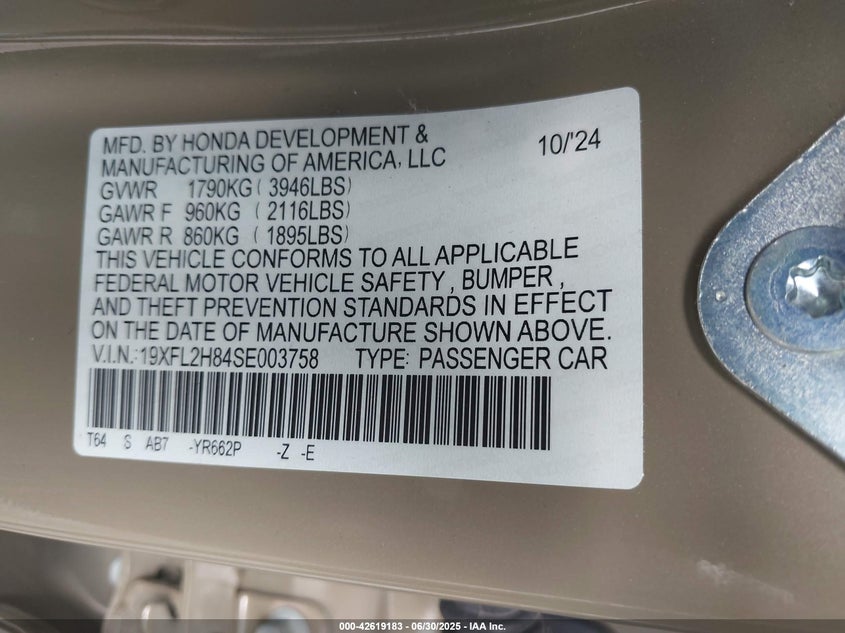 MFD. BY HONDA DEVELOPMENT &
MANUFACTURING OF AMERICA, LLC 10/'24
GVWR 1790KG ( 3946LBS)
GAWR F 960KG ( 2116LBS)
GAWR R 860KG ( 1895LBS)
THIS VEHICLE CONFORMS TO ALL APPLICABLE
FEDERAL MOTOR VEHICLE SAFETY , BUMPER ,
AND THEFT PREVENTION STANDARDS IN EFFECT
ON THE DATE OF MANUFACTURE SHOWN ABOVE.
V.I.N.:19XFL2H84SE003758 TYPE: PASSENGER CAR
T64 S AB7 -YR662P -Z -E
000-42619183 — 06/30/2025 — IAA Inc.